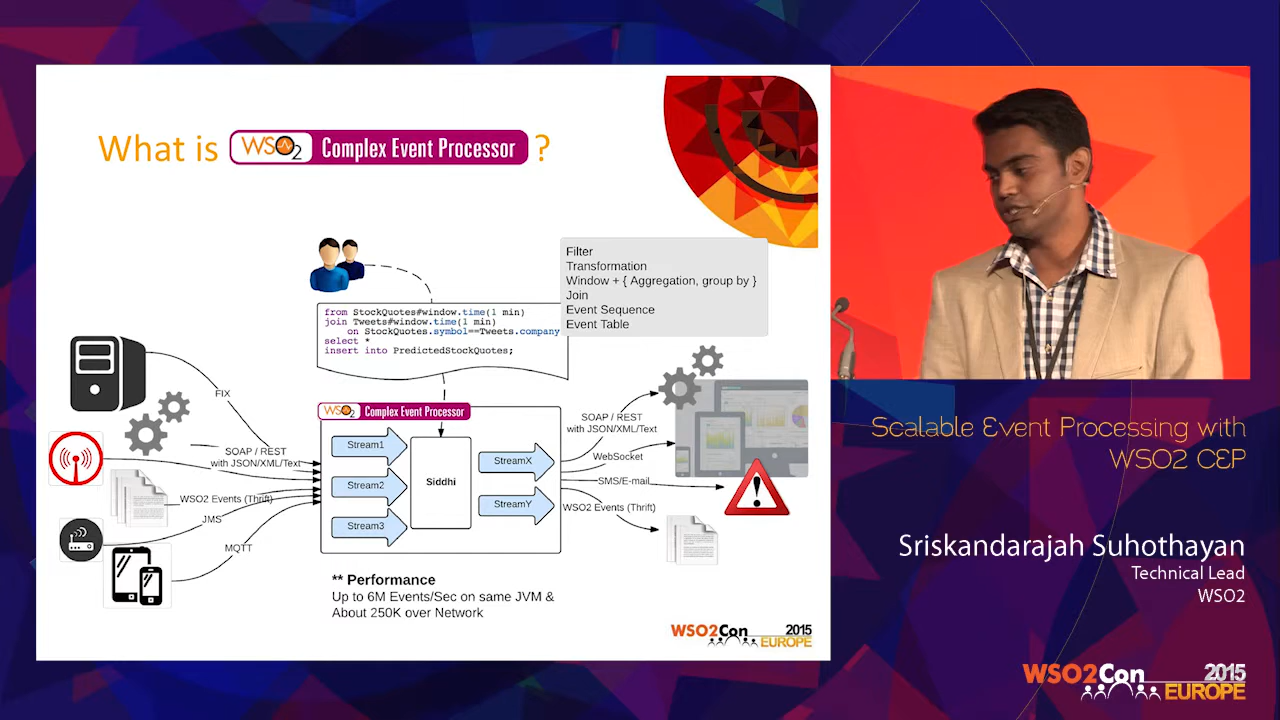 What is WSO2 Complex Event Processor ?
Filter
Transformation
Window + { Aggregation, group by }
Join
Event Sequence
Event Table
from StockQuotes#window.time(1 min)
join Tweets#window.time(1 min)
on StockQuotes.symbol==Tweets.company
select *
insert into PredictedStockQuotes;
FIX
SOAP / REST
with JSON/XML/Text
WSO2 Events (Thrift)
JMS
MQTT
WSO2 Complex Event Processor
Stream1
Stream2
Stream3
Siddhi
StreamX
StreamY
SOAP / REST
with JSON/XML/Text
WebSocket
SMS/E-mail
WSO2 Events (Thrift)
** Performance
Up to 6M Events/Sec on same JVM &
About 250K over Network
WSO2Con 2015
EUROPE
Scalable Event Processing with
WSO2 CEP
Sriskandarajah Suhothayan
Technical Lead
WSO2
WSO2Con 2015
EUROPE